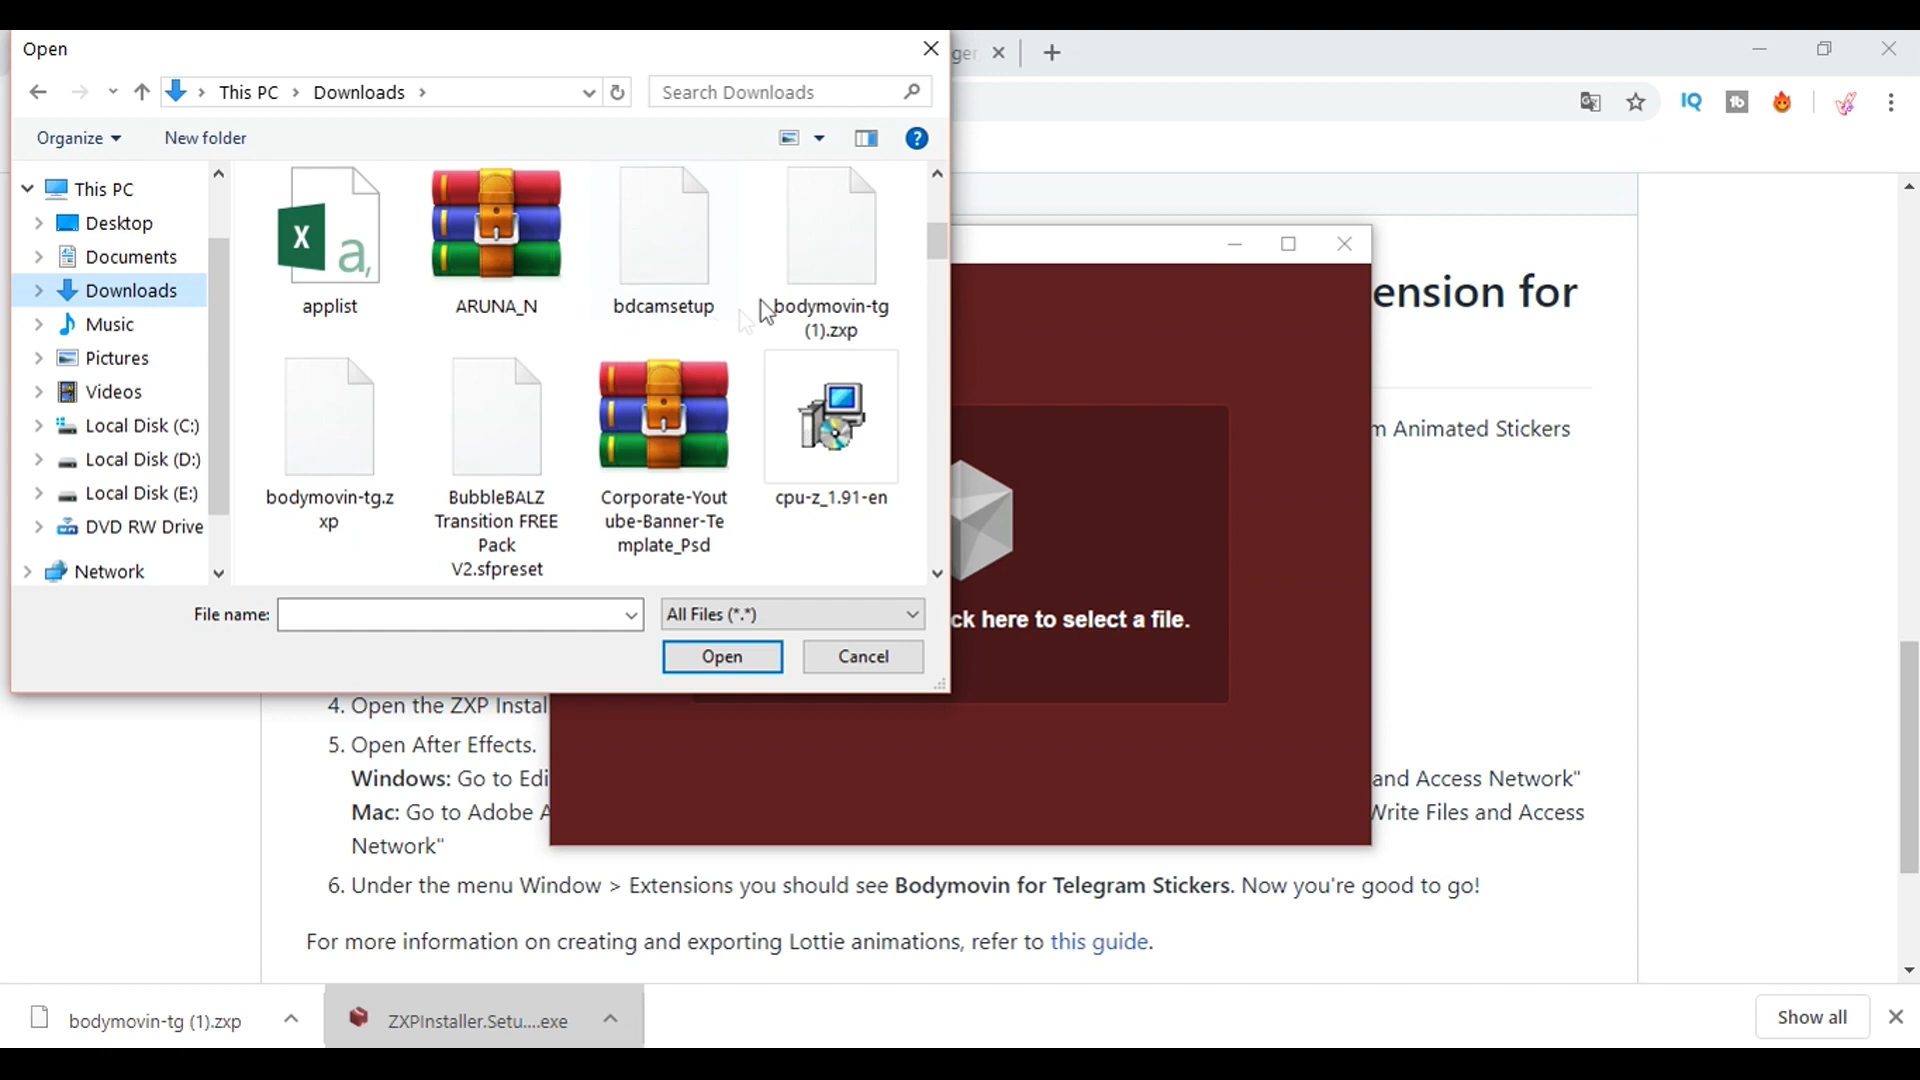 Open
ger
This PC > Downloads >
Search Downloads
Organize
New folder
This PC
Desktop
Documents
Downloads
Music
Pictures
Videos
Local Disk (C:)
Local Disk (D:)
Local Disk (E:)
DVD RW Drive
Network
applist
ARUNA_N
bdcamsetup
bodymovin-tg
(1).zxp
bodymovin-tg.z
xp
BubbleBALZ
Transition FREE
Pack
V2.sfpreset
Corporate-Yout
ube-Banner-Te
mplate_Psd
cpu-z_1.91-en
File name:
All Files (*.*)
Open
Cancel
ension for
m Animated Stickers
ck here to select a file.
4. Open the ZXP Instal
5. Open After Effects.
Windows: Go to Edi
and Access Network"
Mac: Go to Adobe A
Write Files and Access
Network"
6. Under the menu Window > Extensions you should see Bodymovin for Telegram Stickers. Now you're good to go!
For more information on creating and exporting Lottie animations, refer to this guide.
bodymovin-tg (1).zxp
ZXPInstaller.Setu....exe
Show all